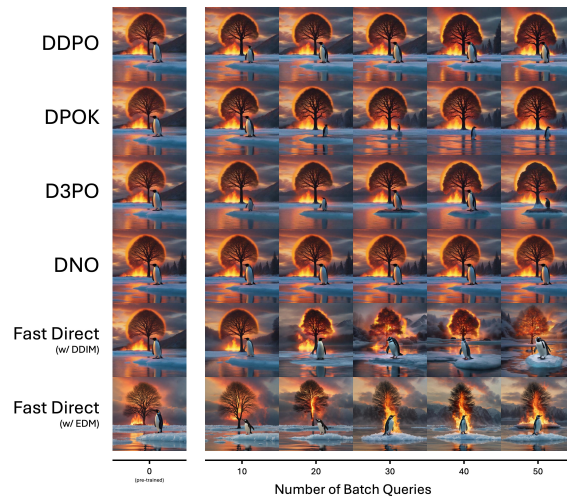 DDPO
DPOK
D3PO
DNO
Fast Direct
(w/ DDIM)
Fast Direct
(w/ EDM)
0 10 20 30 40 50
(pre-trained)
Number of Batch Queries